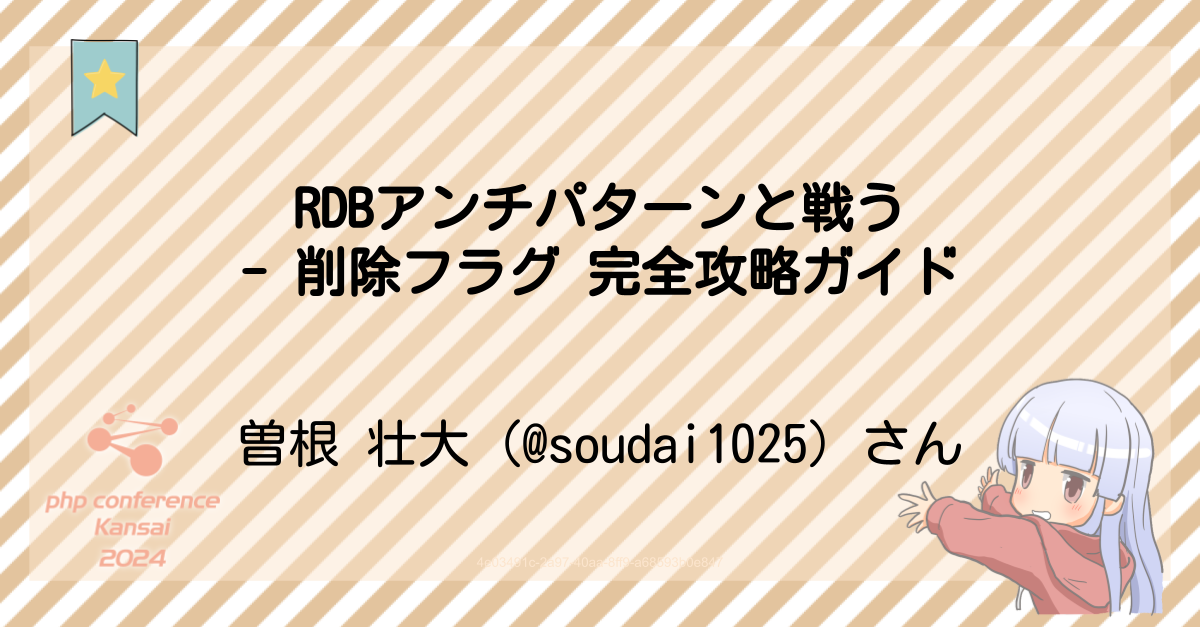 RDBアンチパターンと戦う
- 削除フラグ 完全攻略ガイド
曽根 壮大（@soudai1025）さん
php conference
Kansai
2024